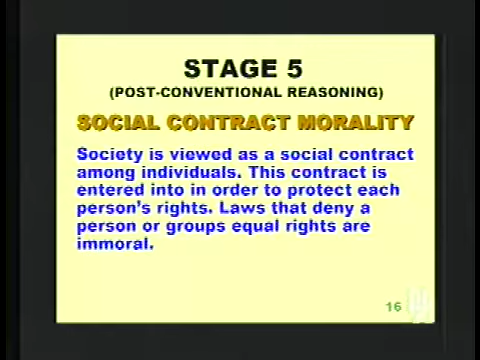 STAGE 5
(POST-CONVENTIONAL REASONING)
SOCIAL CONTRACT MORALITY
Society is viewed as a social contract
among individuals. This contract is
entered into in order to protect each
person's rights. Laws that deny a
person or groups equal rights are
immoral.
16